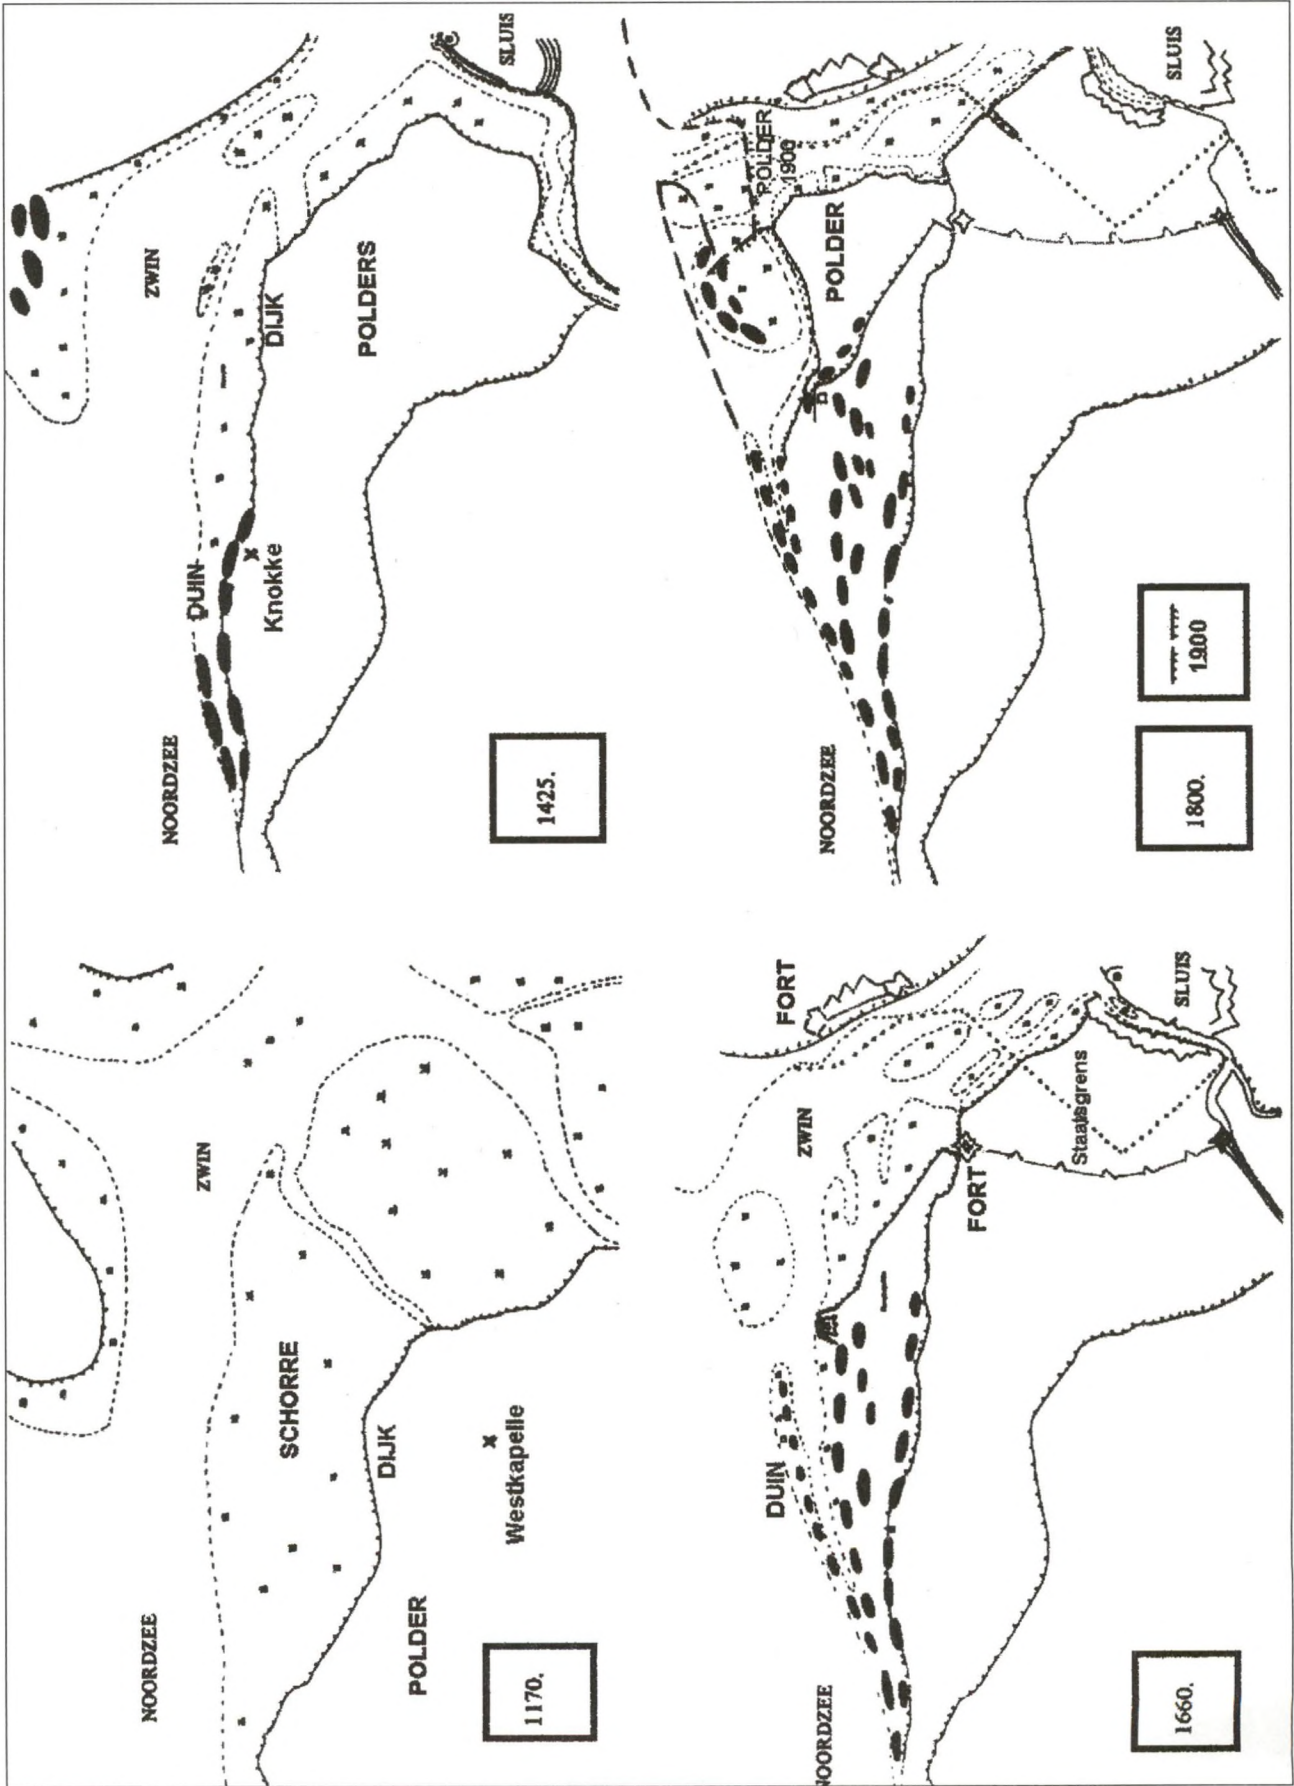 NOORDZEE
ZWIN
SCHORRE
DIJK
POLDER
Westkapelle
1170.
ZWIN
NOORDZEE
DUIN
Knokke
DIJK
POLDERS
SLUIS
1425.
DUIN
FORT
ZWIN
NOORDZEE
FORT
Staatsgrens
SLUIS
1660.
POLDER
1900
NOORDZEE
POLDER
SLUIS
1800.
1900